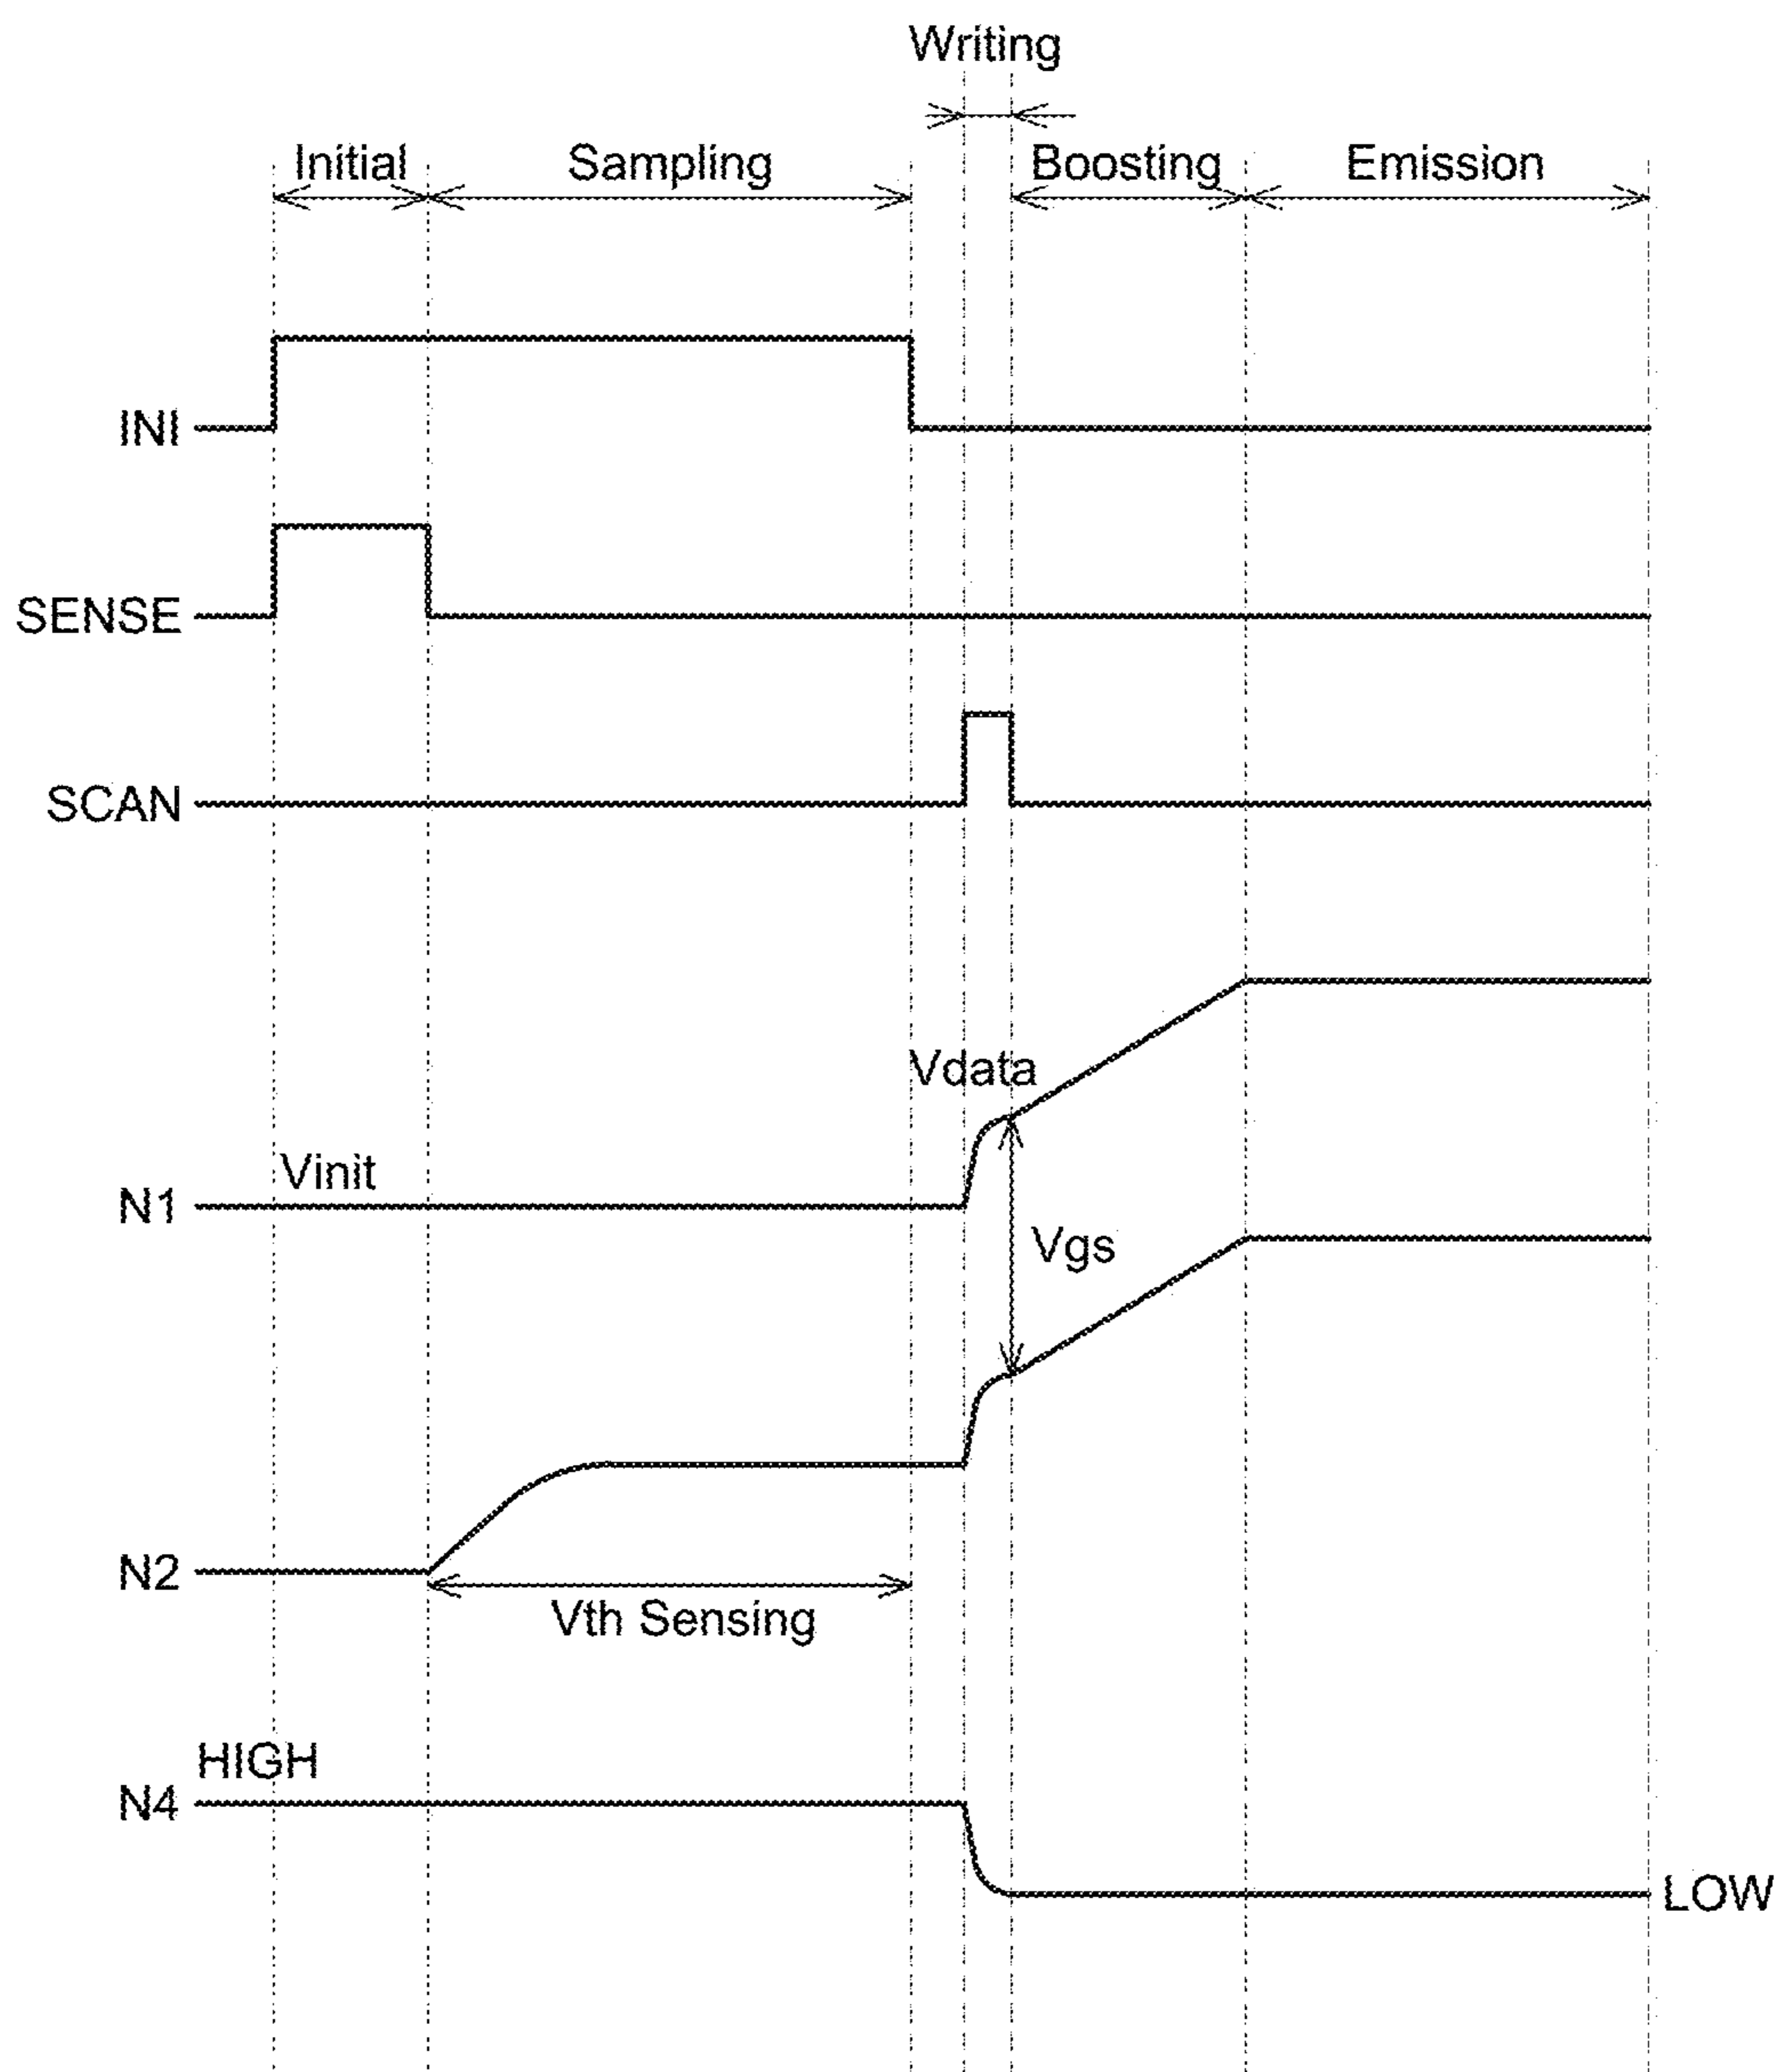 Writing
Initial
Sampling
Boosting
Emission
INI
SENSE
SCAN
Vdata
Vinit
N1
Vgs
N2
Vth Sensing
HIGH
N4
LOW